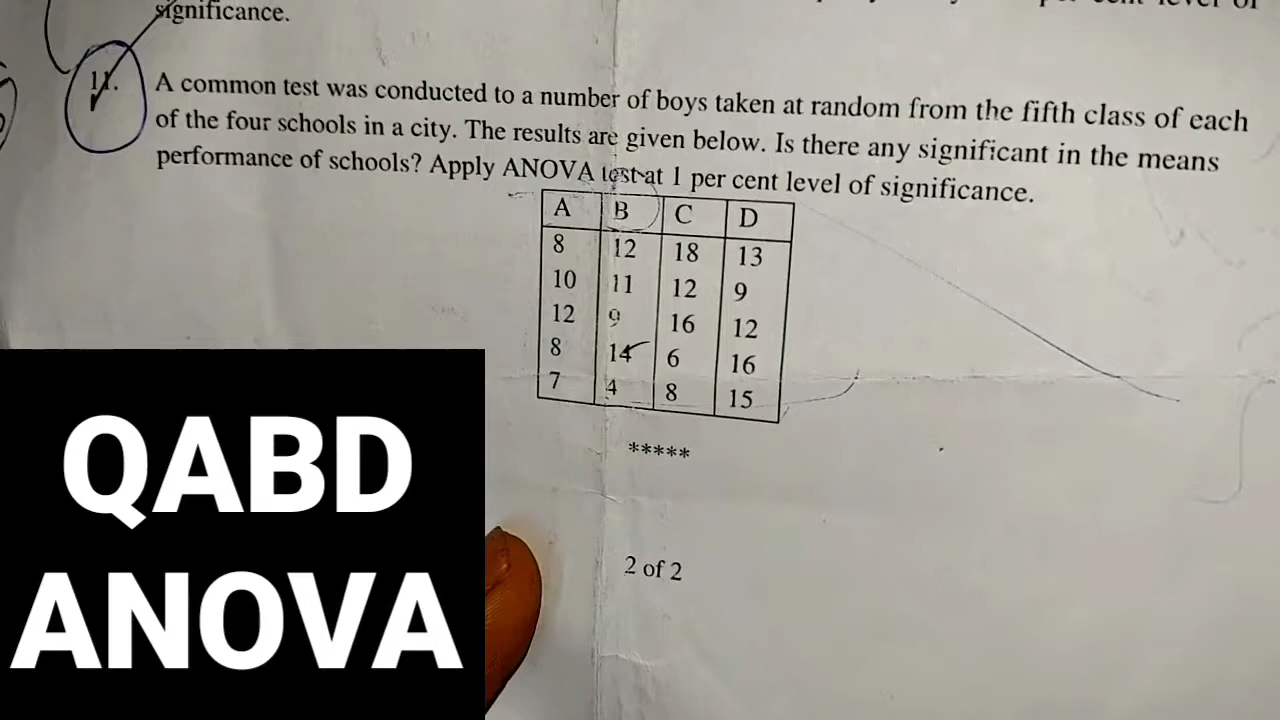 significance.
11. A common test was conducted to a number of boys taken at random from the fifth class of each
of the four schools in a city. The results are given below. Is there any significant in the means
performance of schools? Apply ANOVA test at 1 per cent level of significance.
A B C D
8 12 18 13
10 11 12 9
12 9 16 12
8 14 6 16
7 4 8 15
*****
2 of 2
QABD
ANOVA